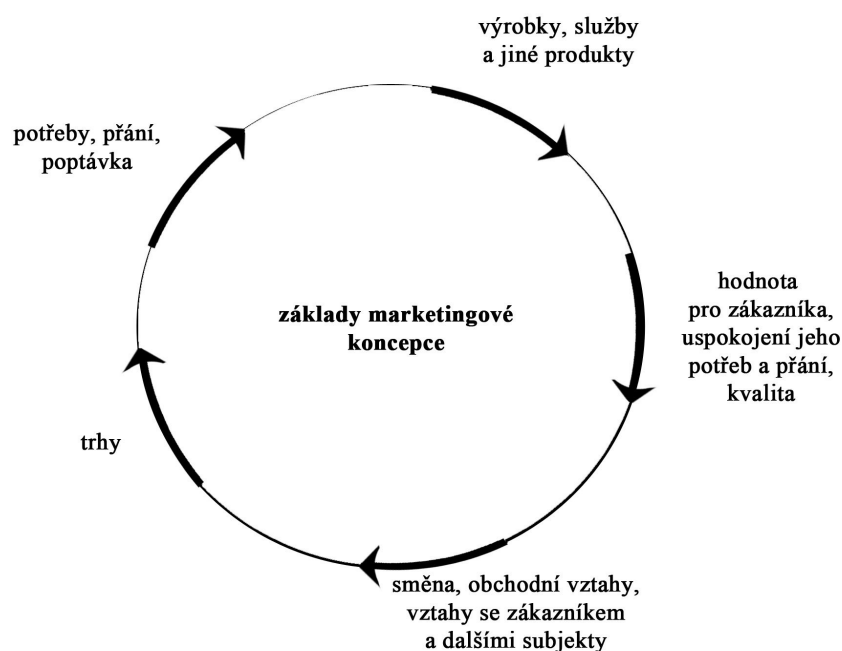 výrobky, služby
a jiné produkty
potřeby, přání,
poptávka
hodnota
pro zákazníka,
uspokojení jeho
potřeb a přání,
kvalita
základy marketingové
koncepce
trhy
směna, obchodní vztahy,
vztahy se zákazníkem
a dalšími subjekty